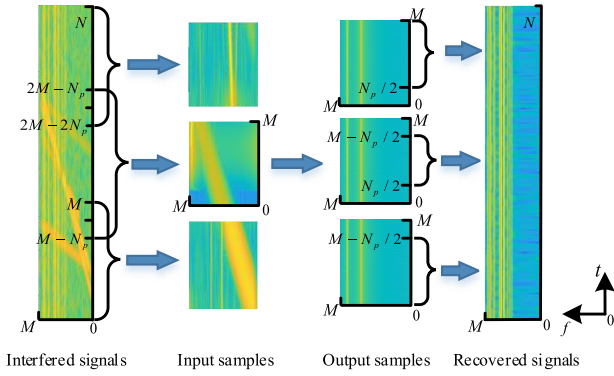 N
2M − N_p
2M − 2N_p
M
M − N_p
M
0
Interfered signals
M
M
0
Input samples
M
N_p / 2
M
0
M
M − N_p / 2
N_p / 2
M
0
M
M − N_p / 2
M
0
Output samples
N
M
0
Recovered signals
t
f
0